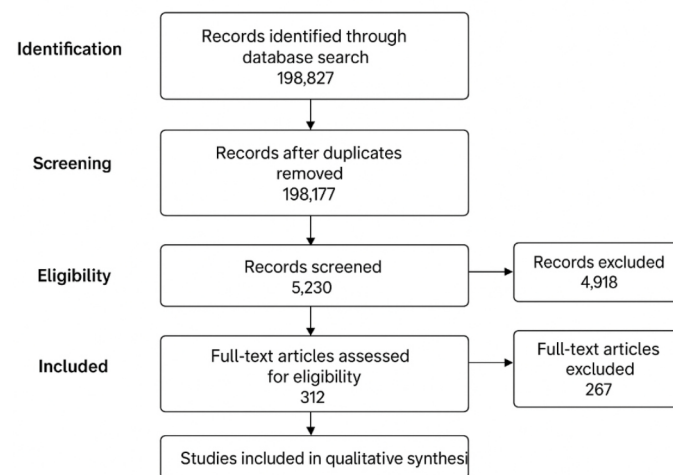 Identification
Records identified through
database search
198,827
Screening
Records after duplicates
removed
198,177
Eligibility
Records screened
5,230
Records excluded
4,918
Included
Full-text articles assessed
for eligibility
312
Full-text articles
excluded
267
Studies included in qualitative synthesi